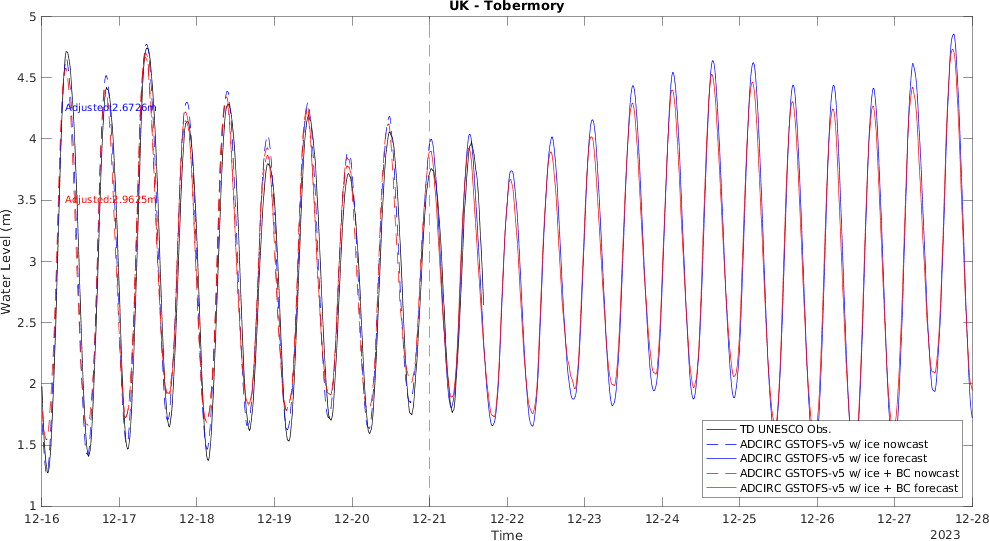 UK - Tobermory
5
4.5
4
3.5
3
2.5
2
1.5
1
Water Level (m)
Adjusted:2.6726m
Adjusted:2.9625m
TD UNESCO Obs.
ADCIRC GSTOFS-v5 w/ ice nowcast
ADCIRC GSTOFS-v5 w/ ice forecast
ADCIRC GSTOFS-v5 w/ ice + BC nowcast
ADCIRC GSTOFS-v5 w/ ice + BC forecast
12-16 12-17 12-18 12-19 12-20 12-21 12-22 12-23 12-24 12-25 12-26 12-27 12-28
Time
2023